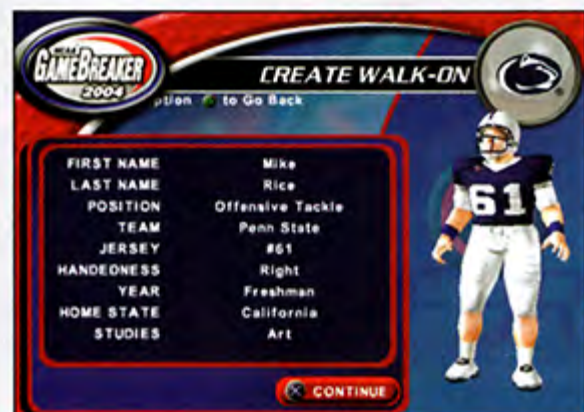 NCAA
GAMEBREAKER
2004
CREATE WALK-ON
ption to Go Back
FIRST NAME Mike
LAST NAME Rice
POSITION Offensive Tackle
TEAM Penn State
JERSEY #61
HANDEDNESS Right
YEAR Freshman
HOME STATE California
STUDIES Art
61
CONTINUE